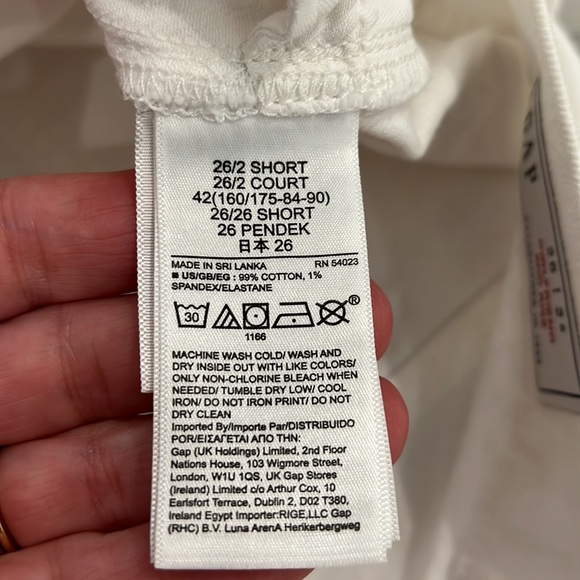 26/2 SHORT
26/2 COURT
42(160/175-84-90)
26/26 SHORT
26 PENDEK
日本 26
MADE IN SRI LANKA RN 54023
■ US/GB/EG : 99% COTTON, 1%
SPANDEX/ELASTANE
30 ®
1166
MACHINE WASH COLD/ WASH AND
DRY INSIDE OUT WITH LIKE COLORS/
ONLY NON-CHLORINE BLEACH WHEN
NEEDED/ TUMBLE DRY LOW/ COOL
IRON/ DO NOT IRON PRINT/ DO NOT
DRY CLEAN
Imported By/Importe Par/DISTRIBUIDO
POR/ΕΙΣΑΓΕΤΑΙ ΑΠΟ ΤΗΝ:
Gap (UK Holdings) Limited, 2nd Floor
Nations House, 103 Wigmore Street,
London, W1U 1QS, UK Gap Stores
(Ireland) Limited c/o Arthur Cox, 10
Earlsfort Terrace, Dublin 2, D02 T380,
Ireland Egypt Importer:RIGE,LLC Gap
(RHC) B.V. Luna ArenA Herikerbergweg
GAP